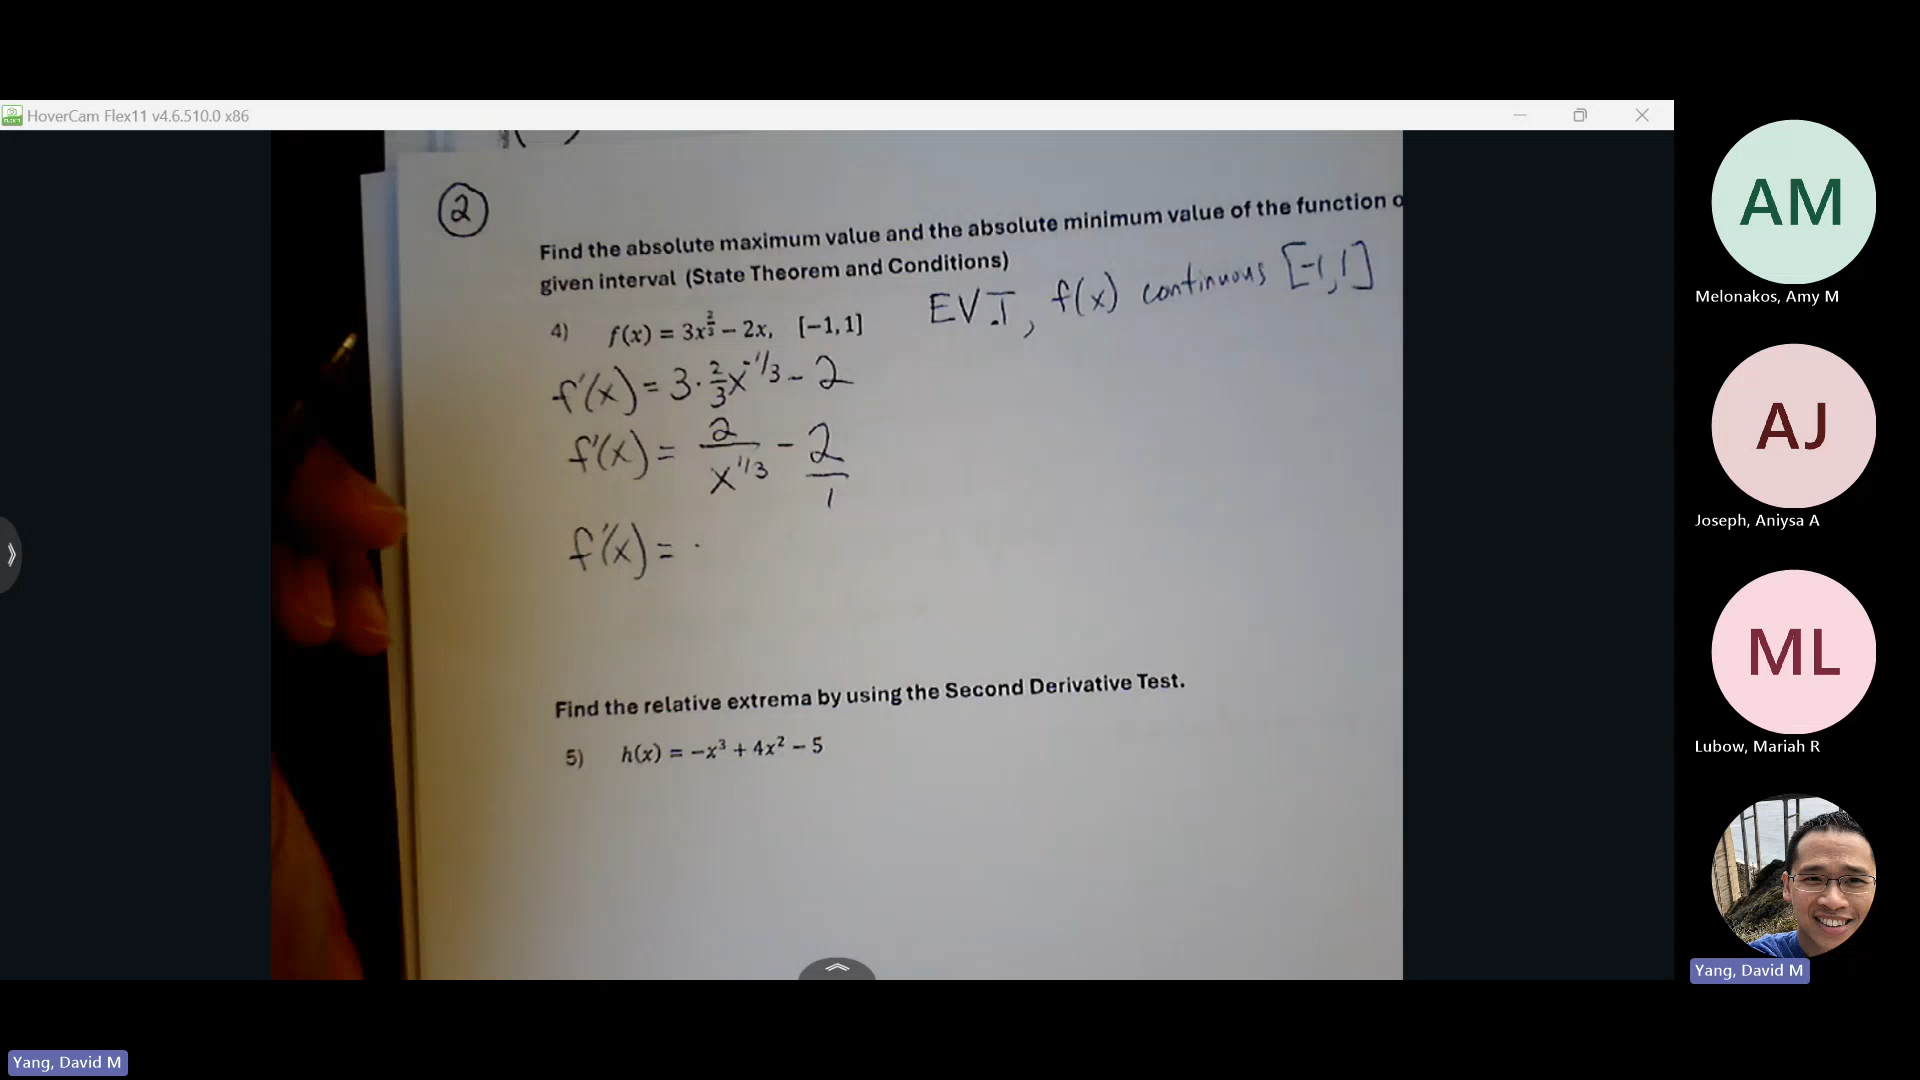 HoverCam Flex11 v4.6.510.0 x86
②
Find the absolute maximum value and the absolute minimum value of the function
given interval (State Theorem and Conditions)
EVT, f(x) continuous [-1,1]
4) f(x) = 3x^(2/3) − 2x, [−1,1]
f'(x) = 3·2/3x^(-1/3) - 2
f'(x) = 2/x^(1/3) - 2/1
f'(x) =
Find the relative extrema by using the Second Derivative Test.
5) h(x) = −x³ + 4x² − 5
AM
Melonakos, Amy M
AJ
Joseph, Aniysa A
ML
Lubow, Mariah R
Yang, David M
Yang, David M